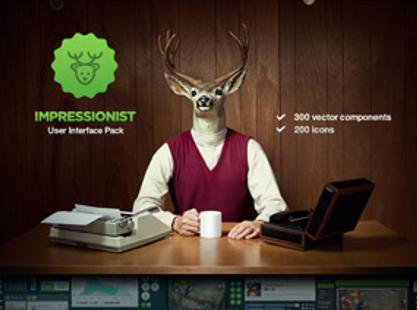 IMPRESSIONIST
User Interface Pack
300 vector components
200 icons